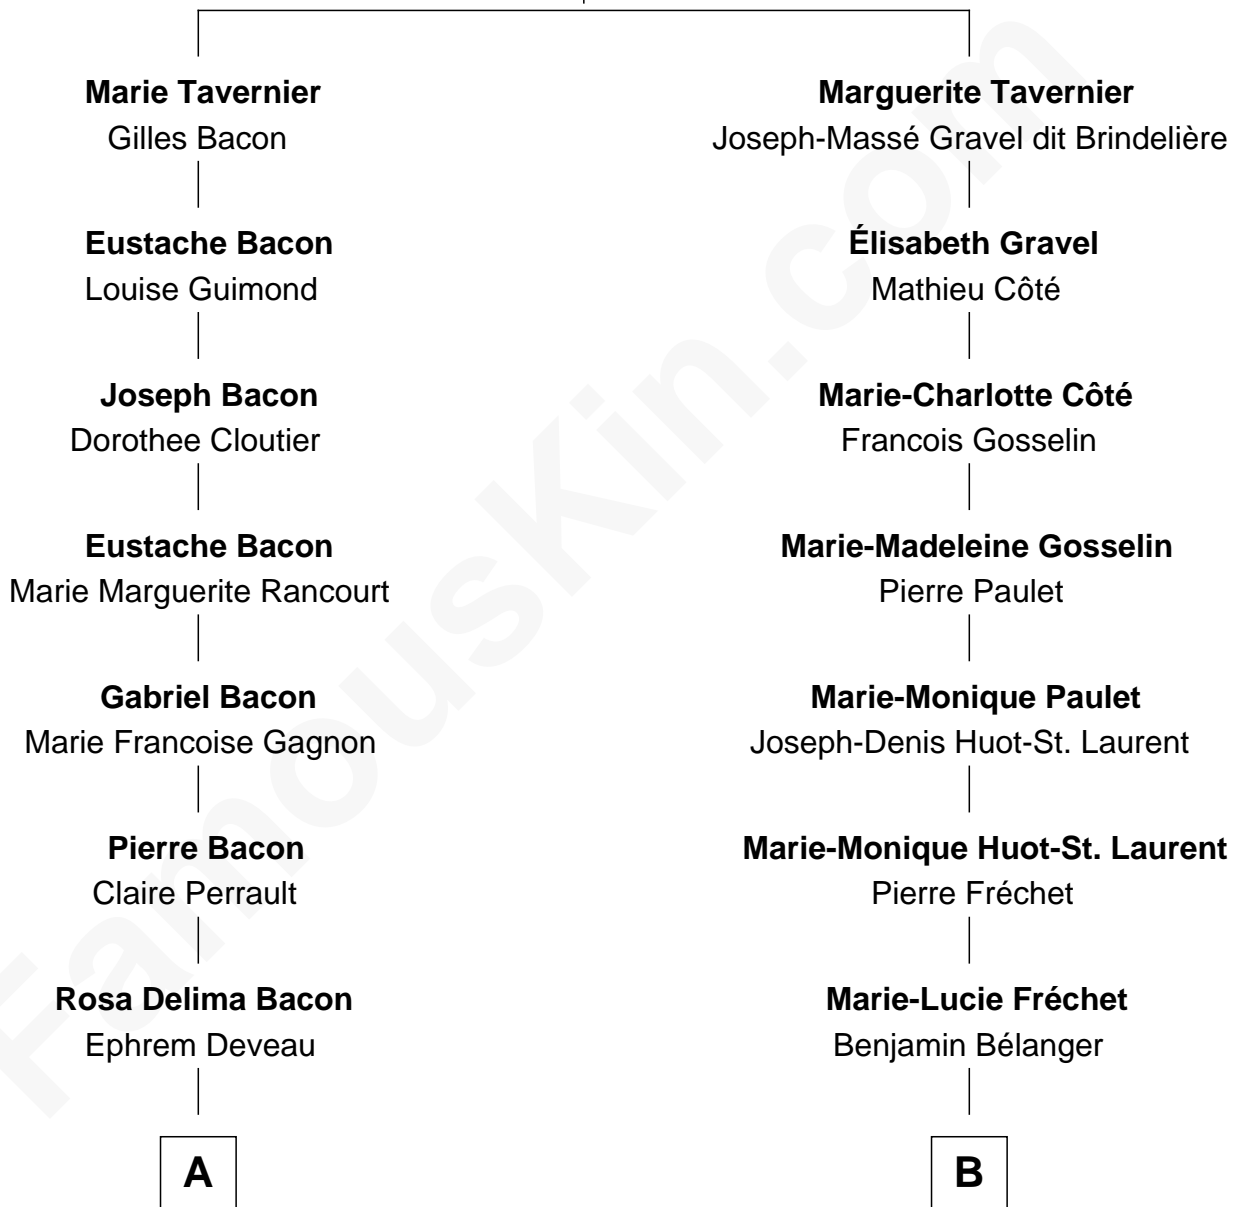 Marie Tavernier
Gilles Bacon
Marguerite Tavernier
Joseph-Massé Gravel dit Brindelière
Eustache Bacon
Louise Guimond
Élisabeth Gravel
Mathieu Côté
Joseph Bacon
Dorothee Cloutier
Marie-Charlotte Côté
Francois Gosselin
Eustache Bacon
Marie Marguerite Rancourt
Marie-Madeleine Gosselin
Pierre Paulet
Gabriel Bacon
Marie Francoise Gagnon
Marie-Monique Paulet
Joseph-Denis Huot-St. Laurent
Pierre Bacon
Claire Perrault
Marie-Monique Huot-St. Laurent
Pierre Fréchet
Rosa Delima Bacon
Ephrem Deveau
Marie-Lucie Fréchet
Benjamin Bélanger
A
B
FamousKin.com